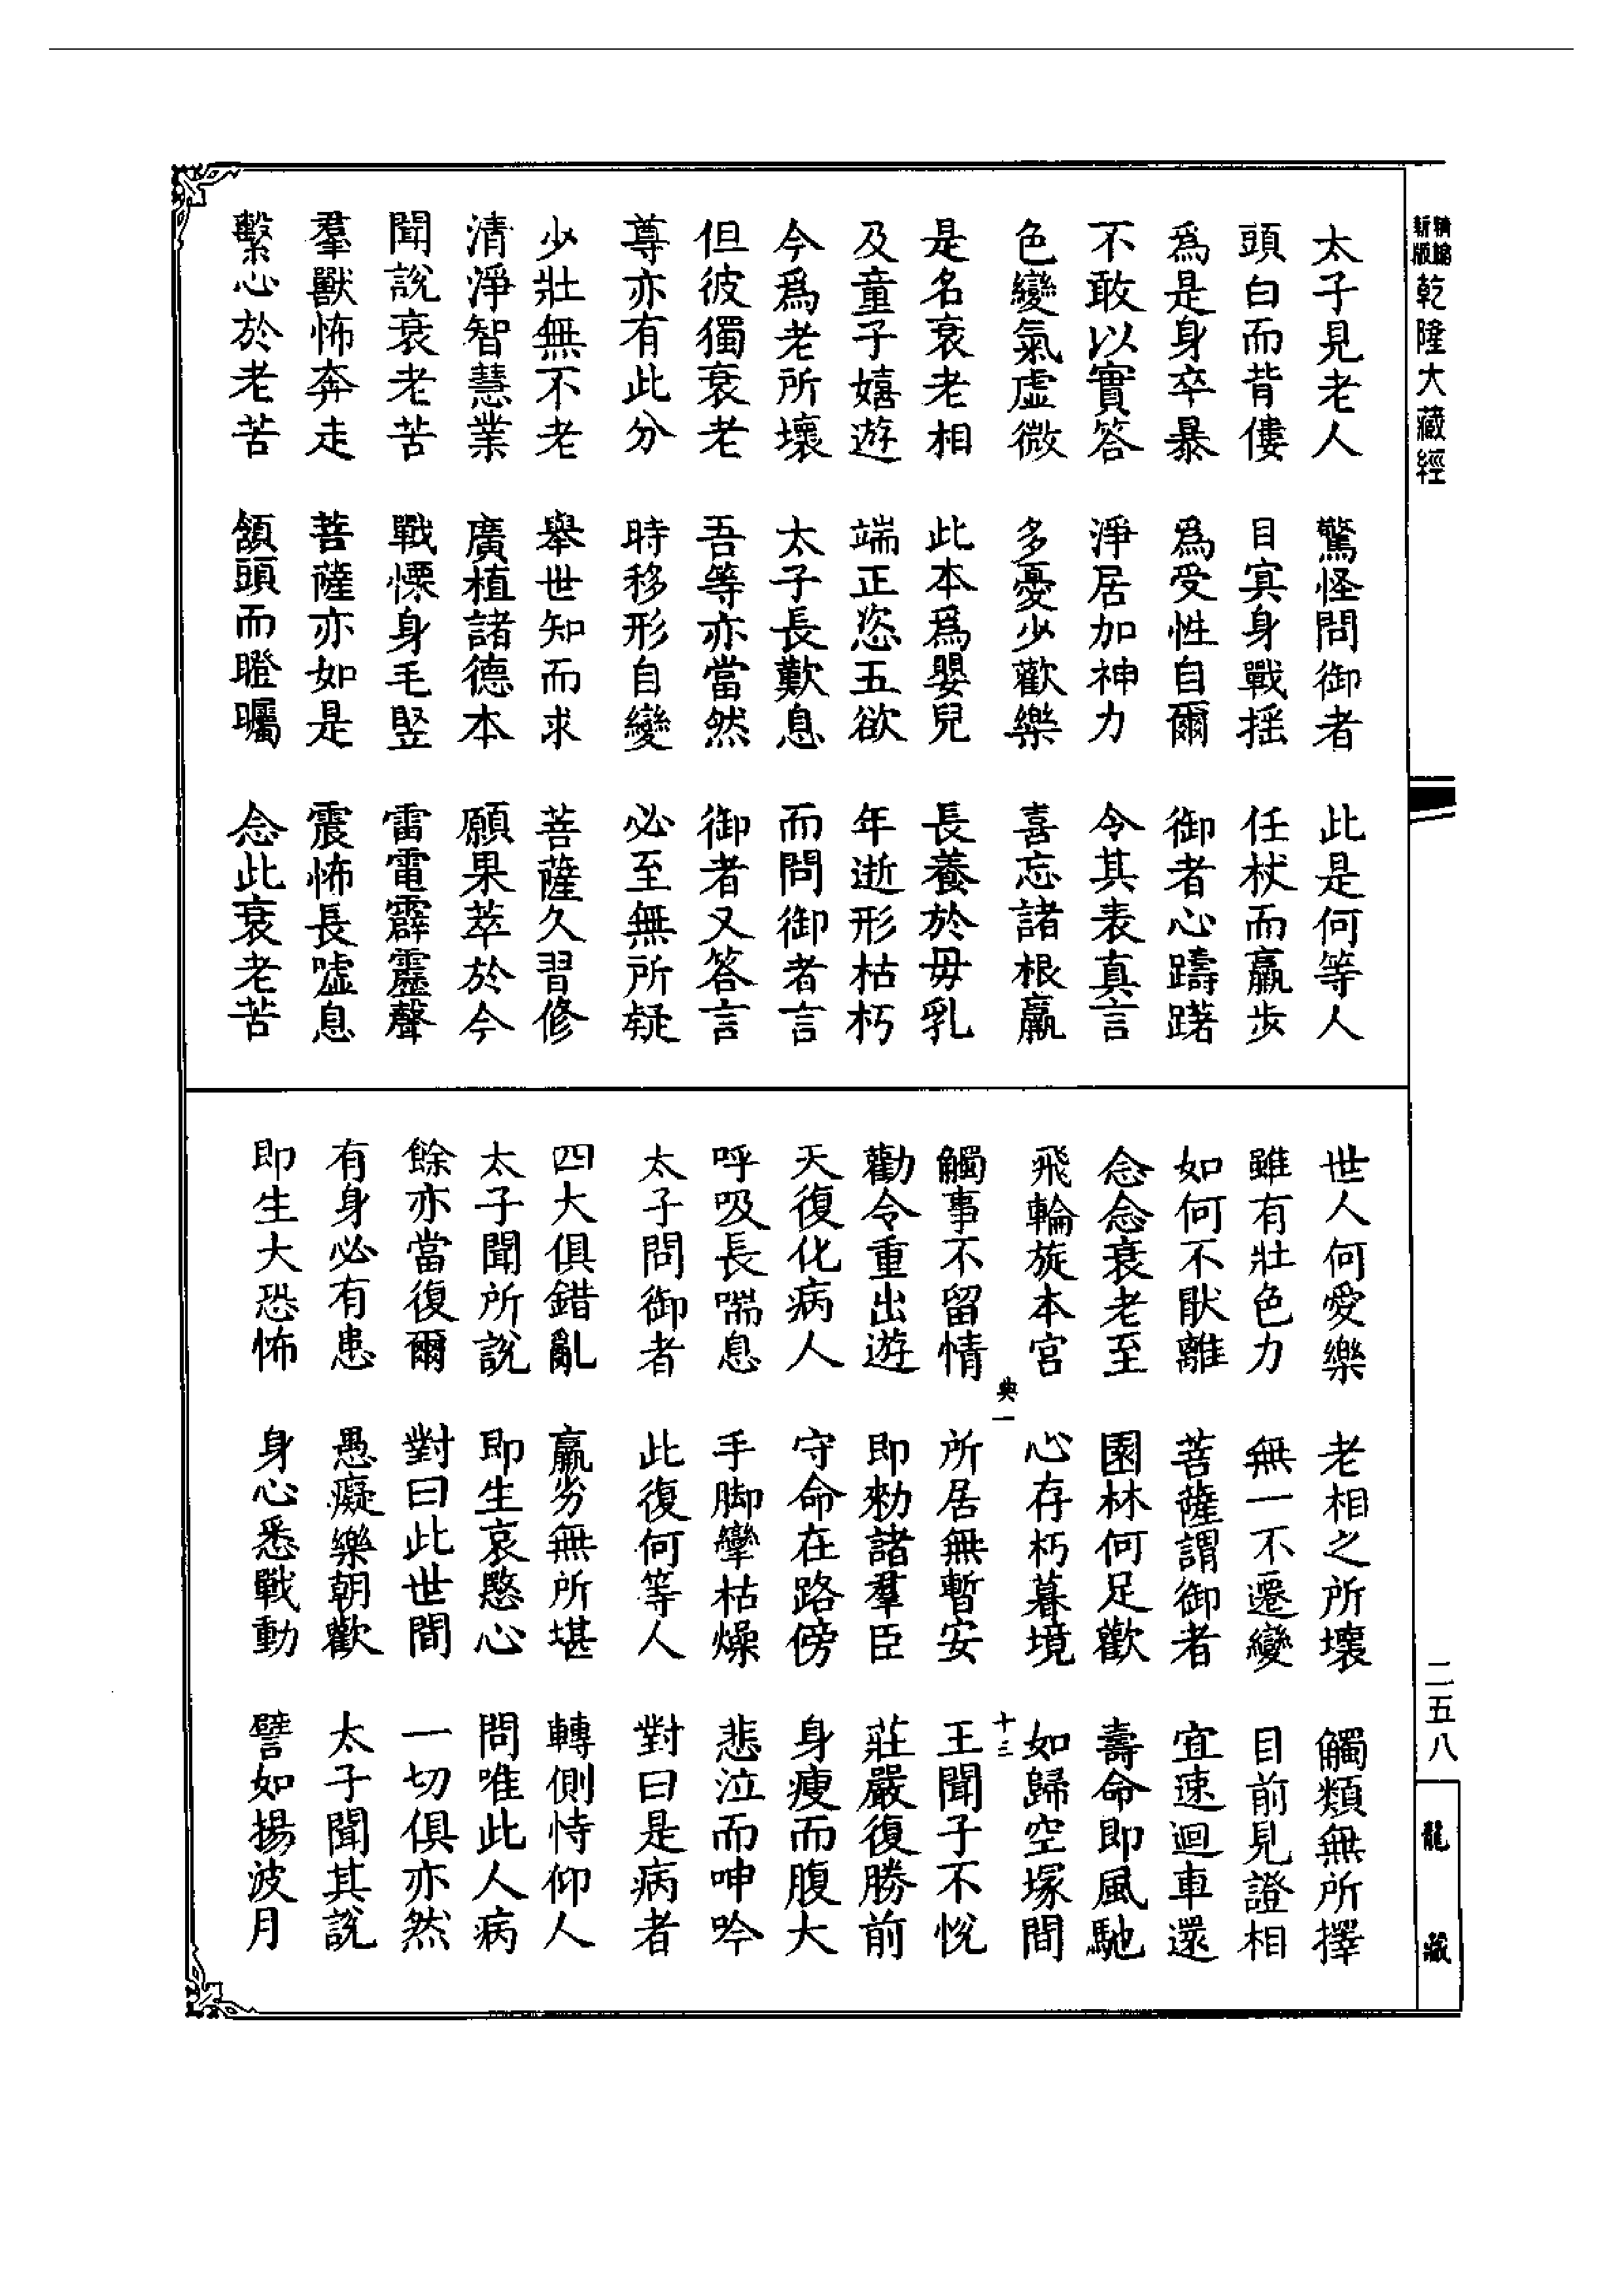 精編新版乾隆大藏經
太子見老人 驚怪問御者 此是何等人
頭白而背僂 目冥身戰搖 任杖而羸步
爲是身卒暴 爲受性自爾 御者心躊躇
不敢以實答 淨居加神力 令其表真言
色變氣虛微 多憂少歡樂 喜忘諸根羸
是名衰老相 此本爲嬰兒 長養於母乳
及童子嬉遊 端正恣五欲 年逝形枯朽
今爲老所壞 太子長歎息 而問御者言
但彼獨衰老 吾等亦當然 御者又答言
尊亦有此分 時移形自變 必至無所疑
少壯無不老 舉世知而求 菩薩久習修
清淨智慧業 廣植諸德本 願果萃於今
聞說衰老苦 戰慄身毛竪 雷電霹靂聲
羣獸怖奔走 菩薩亦如是 震怖長噓息
繫心於老苦 頷頭而瞪矚 念此衰老苦
世人何愛樂 老相之所壞 觸類無所擇
雖有壯色力 無一不遷變 目前見證相
如何不猒離 菩薩謂御者 宜速迴車還
念念衰老至 園林何足歡 壽命即風馳
飛輪旋本宮 心存朽暮境 如歸空塚間
典一 十三
觸事不留情 所居無暫安 王聞子不悅
勸令重出遊 即勑諸羣臣 莊嚴復勝前
天復化病人 守命在路傍 身瘦而腹大
呼吸長喘息 手脚攣枯燥 悲泣而呻吟
太子問御者 此復何等人 對曰是病者
四大俱錯亂 羸劣無所堪 轉側恃仰人
太子聞所說 即生哀愍心 問唯此人病
餘亦當復爾 對曰此世間 一切俱亦然
有身必有患 愚癡樂朝歡 太子聞其說
即生大恐怖 身心悉戰動 譬如揚波月
二五八
龍藏